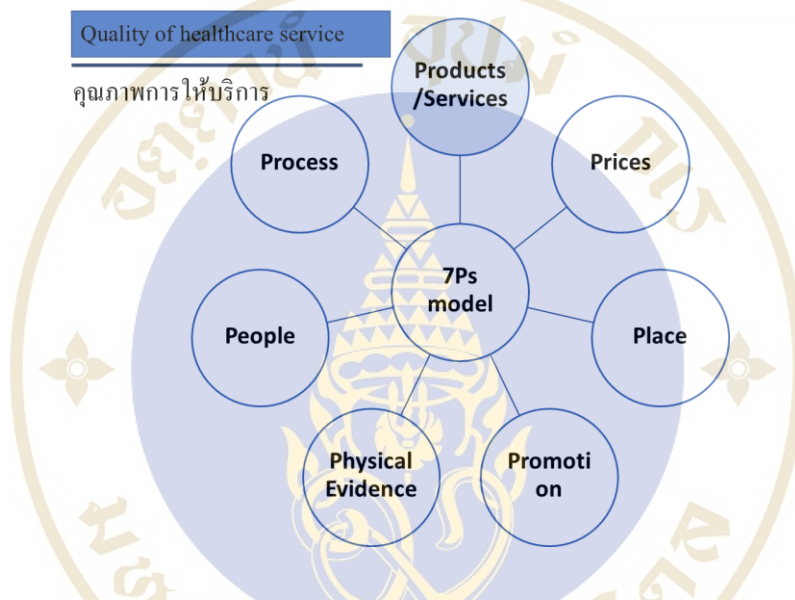 Quality of healthcare service
คุณภาพการให้บริการ
Products
/Services
Process
Prices
7Ps
model
People
Place
Physical
Evidence
Promoti
on